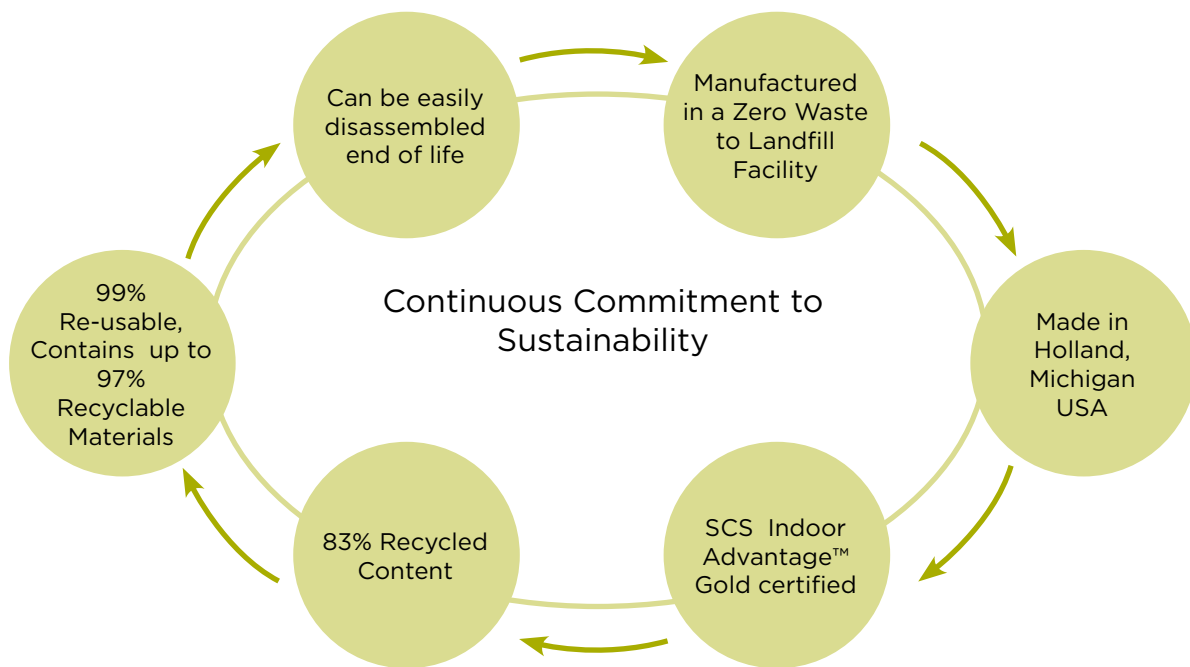 Can be easily
disassembled
end of life
Manufactured
in a Zero Waste
to Landfill
Facility
99%
Re-usable,
Contains  up to
97%
Recyclable
Materials
Continuous Commitment to
Sustainability
Made in
Holland,
Michigan
USA
83% Recycled
Content
SCS  Indoor
Advantage™
Gold certified